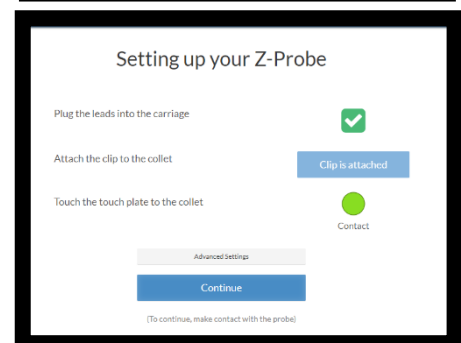 Setting up your Z-Probe
Plug the leads into the carriage
Attach the clip to the collet
Clip is attached
Touch the touch plate to the collet
Contact
Advanced Settings
Continue
(To continue, make contact with the probe)